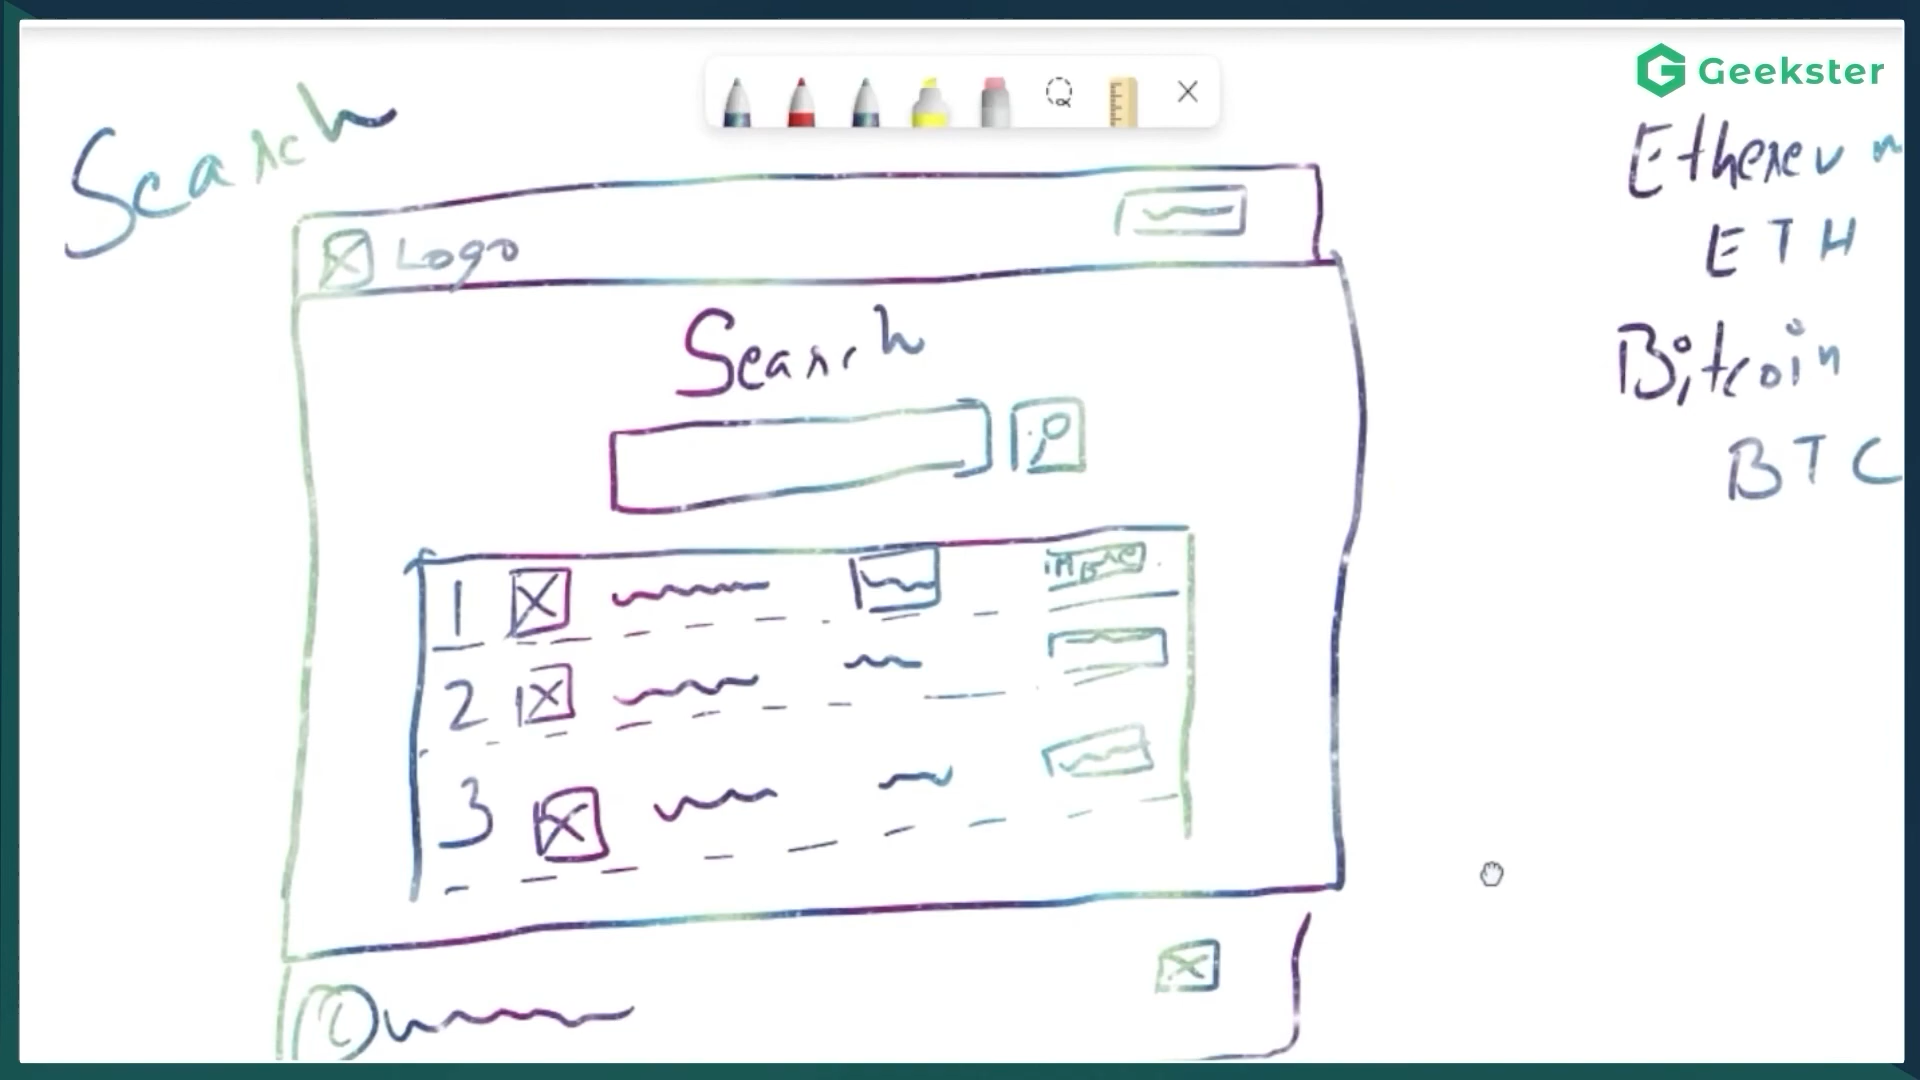 Geekster
Search
Ethereum
ETH
Logo
Search
Bitcoin
BTC
1
2
3